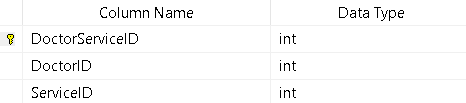 Column Name Data Type
DoctorServiceID int
DoctorID int
ServiceID int